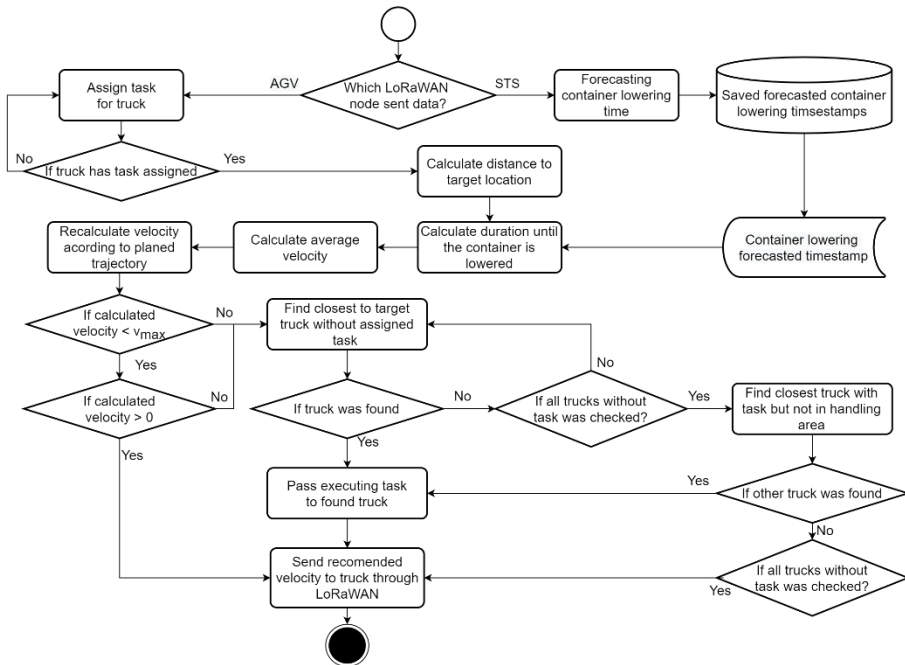 AGV
Which LoRaWAN
node sent data?
STS
Assign task
for truck
Forecasting
container lowering
time
Saved forecasted container
lowering timsestamps
No
If truck has task assigned
Yes
Calculate distance to
target location
Recalculate velocity
acording to planed
trajectory
Calculate average
velocity
Calculate duration until
the container is
lowered
Container lowering
forecasted timestamp
If calculated
velocity < vmax
No
Find closest to target
truck without assigned
task
Yes
No
If calculated
velocity > 0
No
If truck was found
No
If all trucks without
task was checked?
Yes
Find closest truck with
task but not in handling
area
Yes
Yes
Pass executing task
to found truck
Yes
If other truck was found
No
Send recomended
velocity to truck through
LoRaWAN
Yes
If all trucks without
task was checked?